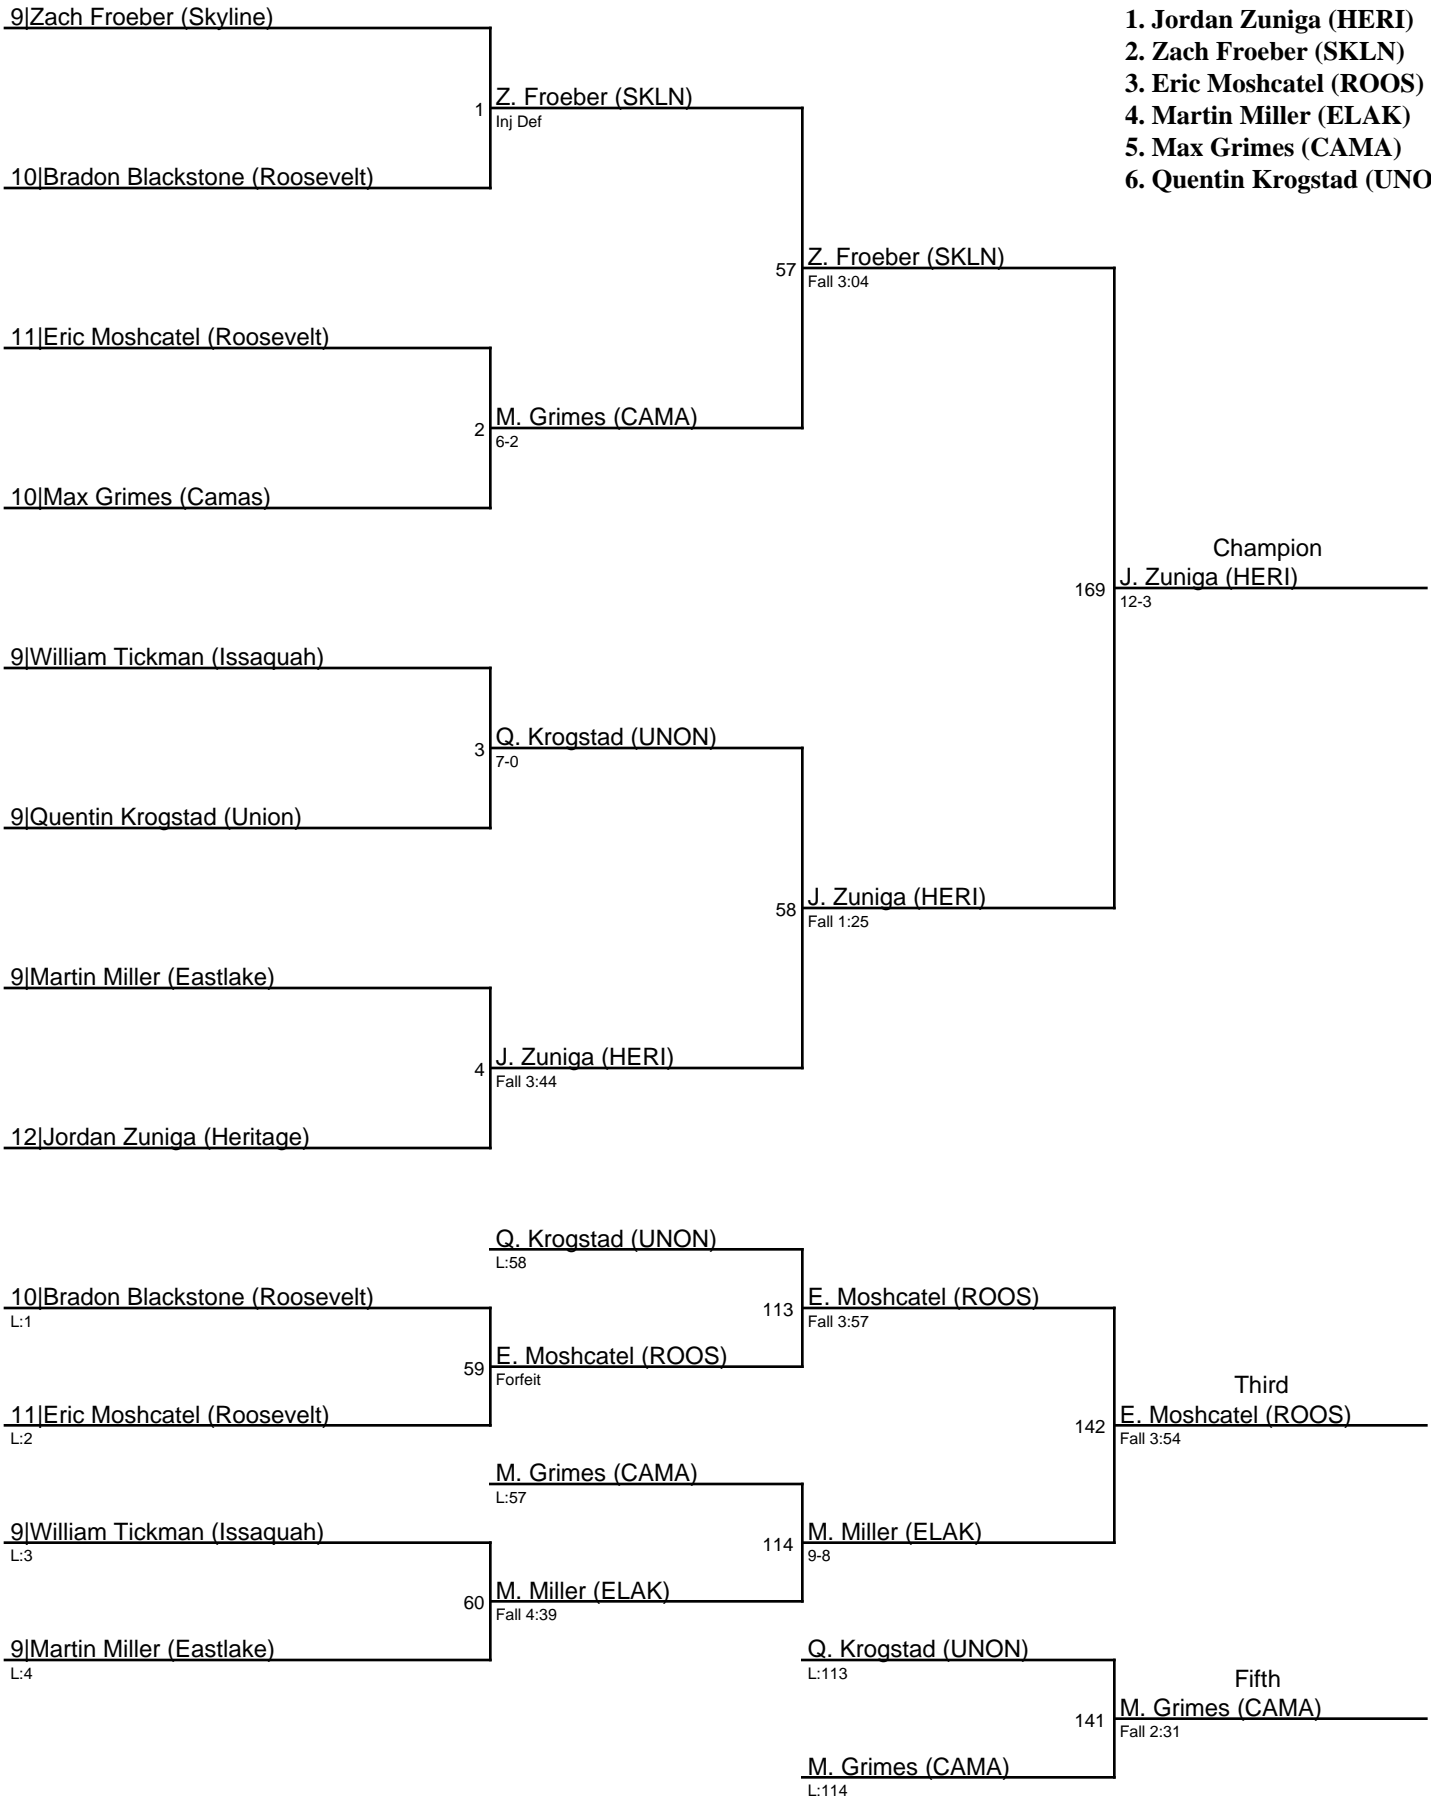 9|Zach Froeber (Skyline)
1. Jordan Zuniga (HERI)
2. Zach Froeber (SKLN)
3. Eric Moshcatel (ROOS)
4. Martin Miller (ELAK)
5. Max Grimes (CAMA)
6. Quentin Krogstad (UNO
1 Z. Froeber (SKLN)
Inj Def
10|Bradon Blackstone (Roosevelt)
57 Z. Froeber (SKLN)
Fall 3:04
11|Eric Moshcatel (Roosevelt)
2 M. Grimes (CAMA)
6-2
10|Max Grimes (Camas)
Champion
169 J. Zuniga (HERI)
12-3
9|William Tickman (Issaquah)
3 Q. Krogstad (UNON)
7-0
9|Quentin Krogstad (Union)
58 J. Zuniga (HERI)
Fall 1:25
9|Martin Miller (Eastlake)
4 J. Zuniga (HERI)
Fall 3:44
12|Jordan Zuniga (Heritage)
Q. Krogstad (UNON)
L:58
10|Bradon Blackstone (Roosevelt)
L:1
113 E. Moshcatel (ROOS)
Fall 3:57
59 E. Moshcatel (ROOS)
Forfeit
11|Eric Moshcatel (Roosevelt)
L:2
Third
142 E. Moshcatel (ROOS)
Fall 3:54
M. Grimes (CAMA)
L:57
9|William Tickman (Issaquah)
L:3
114 M. Miller (ELAK)
9-8
60 M. Miller (ELAK)
Fall 4:39
9|Martin Miller (Eastlake)
L:4
Q. Krogstad (UNON)
L:113
Fifth
141 M. Grimes (CAMA)
Fall 2:31
M. Grimes (CAMA)
L:114